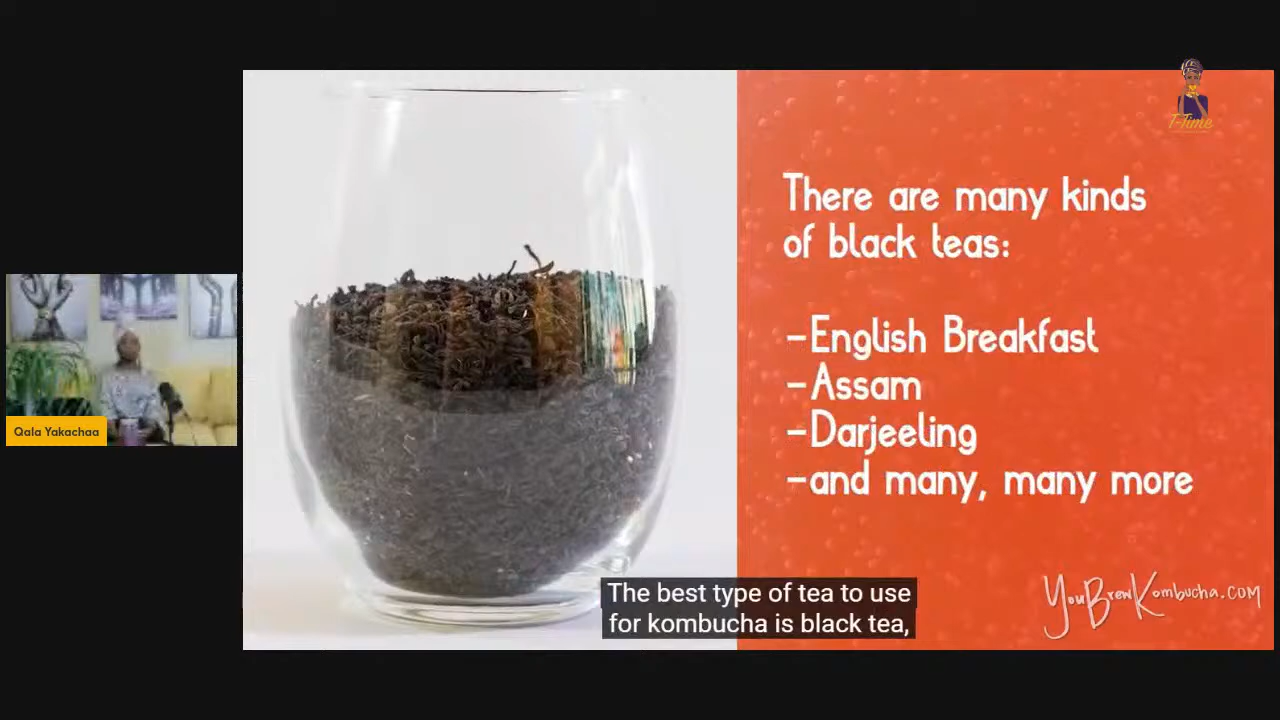 T-Time
There are many kinds
of black teas:
-English Breakfast
-Assam
-Darjeeling
-and many, many more
Qala Yakachaa
The best type of tea to use
for kombucha is black tea,
YouBrewKombucha.com